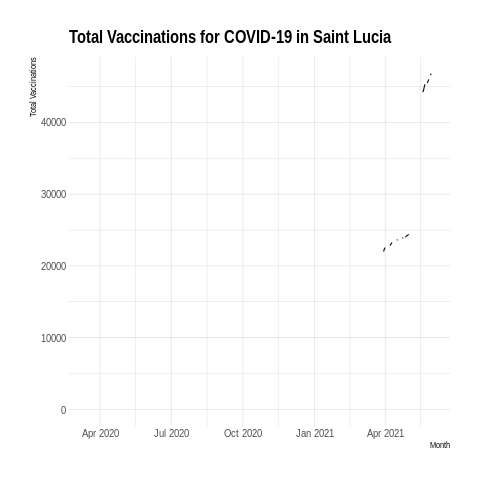 Total Vaccinations for COVID-19 in Saint Lucia
Total Vaccinations
40000
30000
20000
10000
0
Apr 2020 Jul 2020 Oct 2020 Jan 2021 Apr 2021
Month